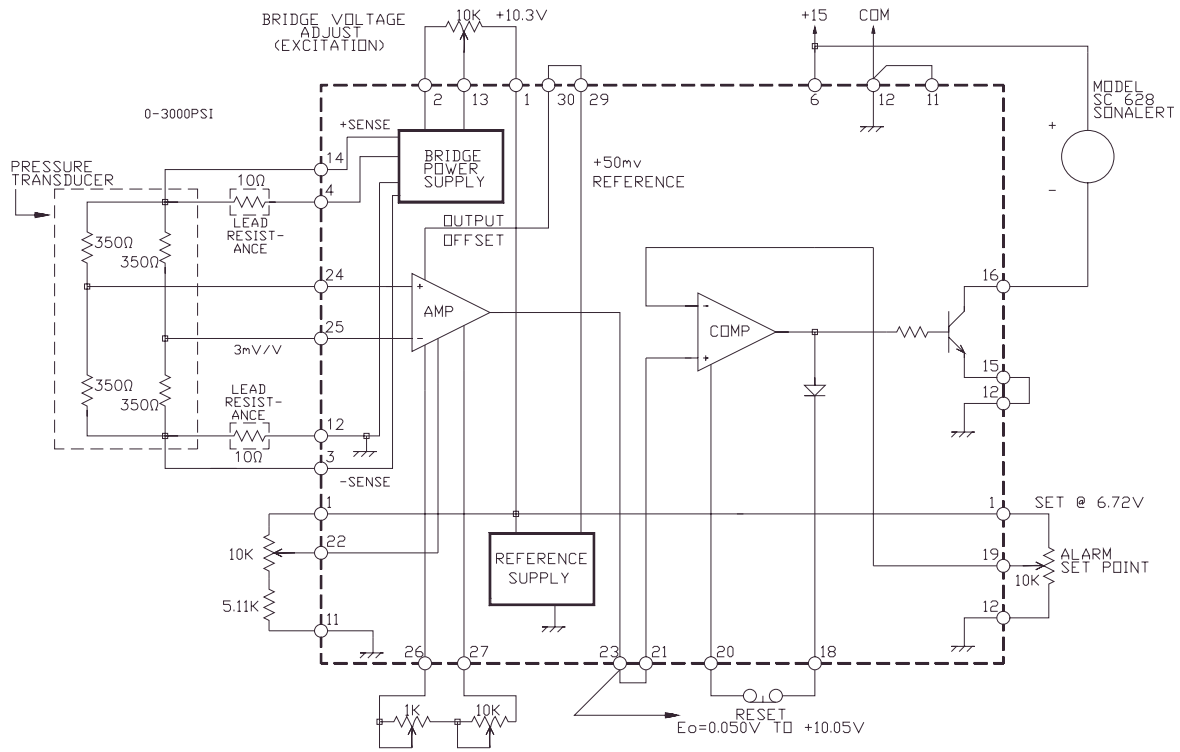 BRIDGE VOLTAGE
ADJUST
(EXCITATION)
10K
+10.3V
+15
COM
2
13
1
30
29
6
12
11
MODEL
SC 628
SONALERT
+
-
0-3000PSI
+SENSE
PRESSURE
TRANSDUCER
14
BRIDGE
POWER
SUPPLY
+50mv
REFERENCE
10Ω
4
LEAD
RESIST-
ANCE
OUTPUT
OFFSET
350Ω
350Ω
24
+
AMP
-
25
3mV/V
16
-
COMP
+
350Ω
350Ω
LEAD
RESIST-
ANCE
10Ω
12
3
-SENSE
15
12
1
1
SET @ 6.72V
10K
22
REFERENCE
SUPPLY
19
ALARM
SET POINT
10K
5.11K
11
12
26
27
23
21
20
18
1K
10K
RESET
Eo=0.050V TO +10.05V